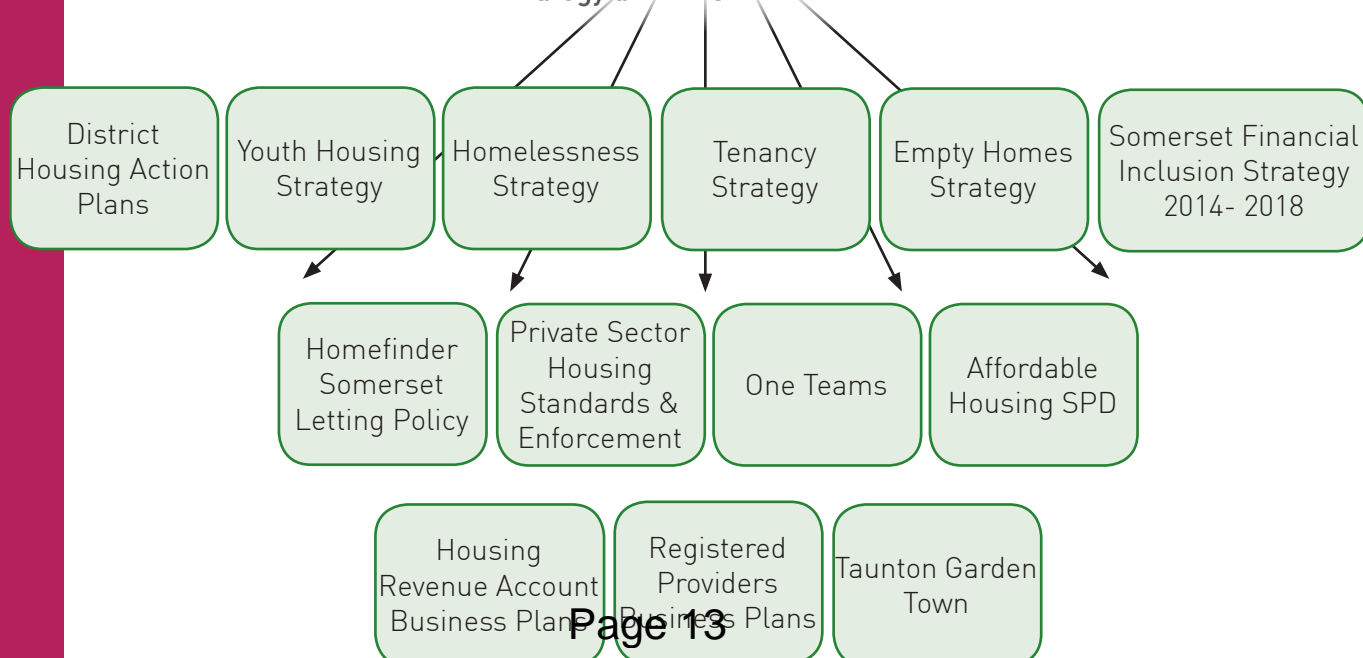 District
Housing Action
Plans
Youth Housing
Strategy
Homelessness
Strategy
Tenancy
Strategy
Empty Homes
Strategy
Somerset Financial
Inclusion Strategy
2014- 2018
Homefinder
Somerset
Letting Policy
Private Sector
Housing
Standards &
Enforcement
One Teams
Affordable
Housing SPD
Housing
Revenue Account
Business Plans
Registered
Providers
Business Plans
Taunton Garden
Town
Page 13